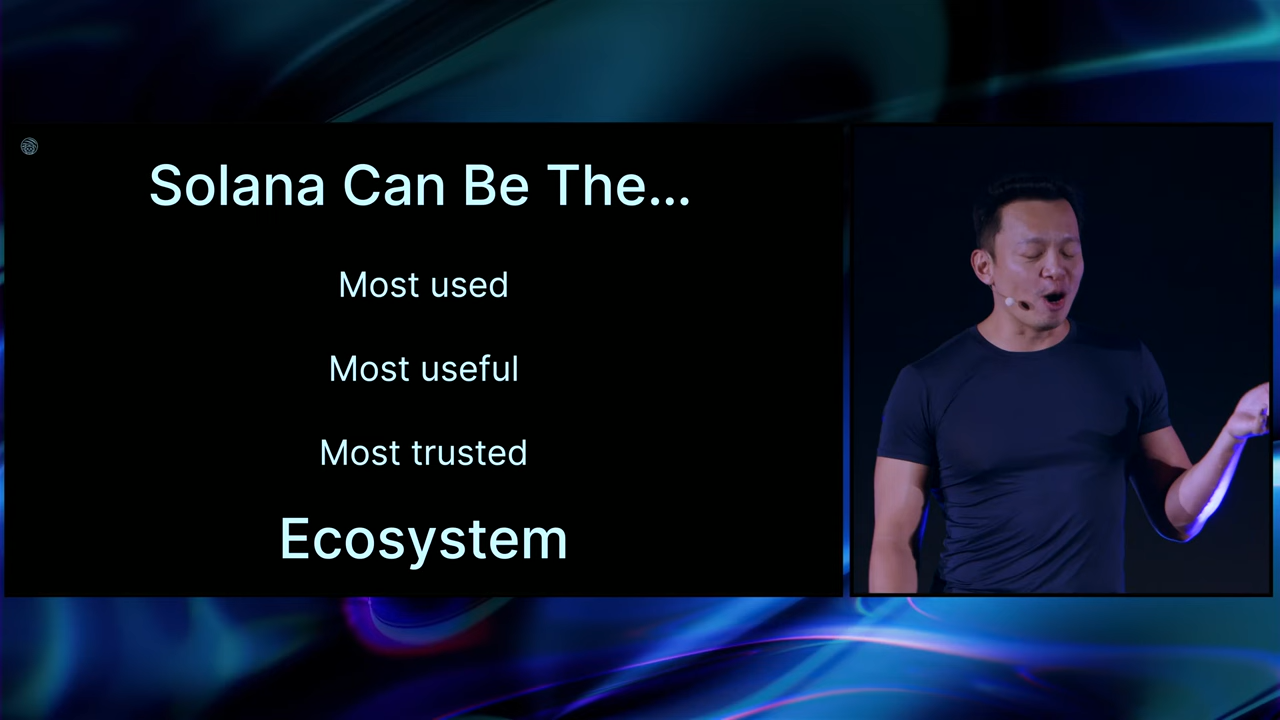 Solana Can Be The...
Most used
Most useful
Most trusted
Ecosystem